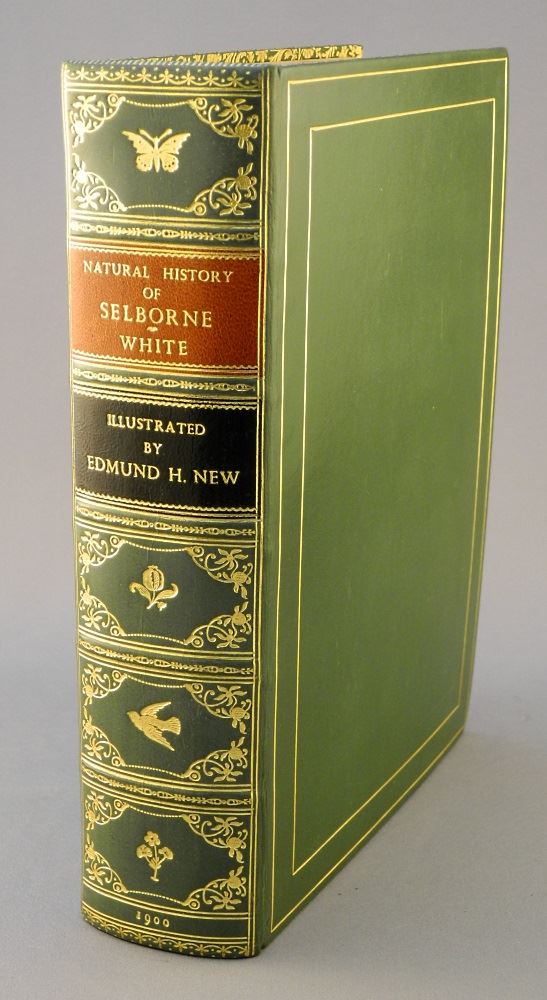 NATURAL HISTORY
OF
SELBORNE
WHITE
ILLUSTRATED
BY
EDMUND H. NEW
1900